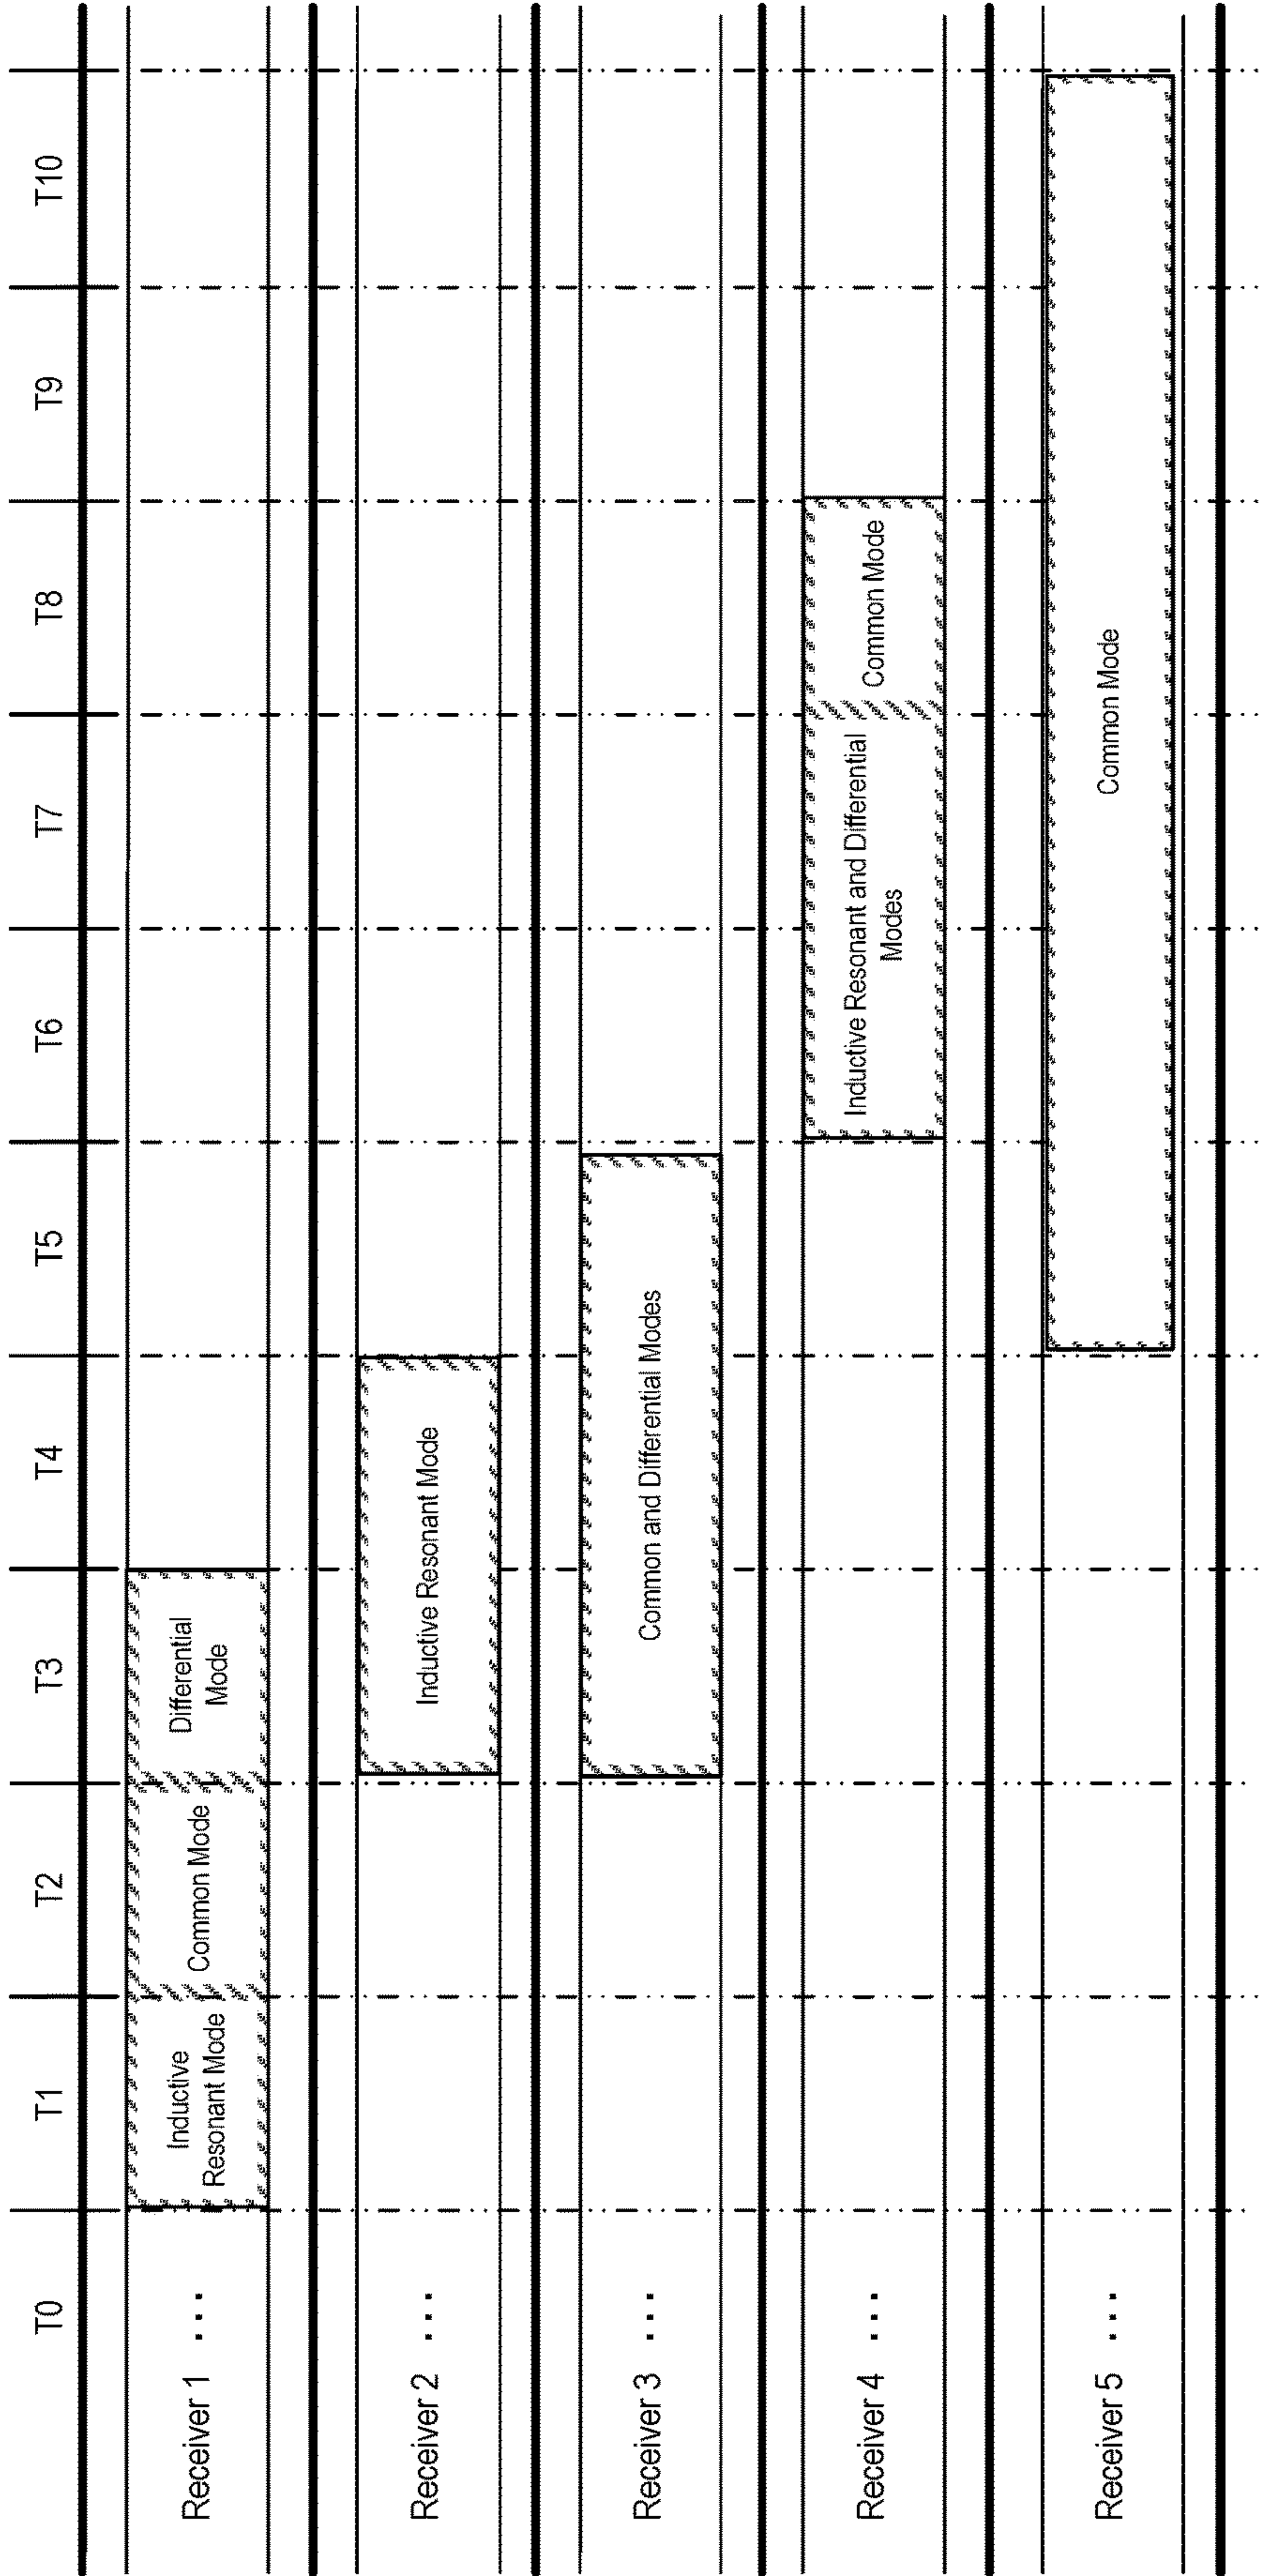 T0 T1 T2 T3 T4 T5 T6 T7 T8 T9 T10
Receiver 1 ...
Inductive
Resonant Mode
Common Mode
Differential
Mode
Receiver 2 ...
Inductive Resonant Mode
Receiver 3 ...
Common and Differential Modes
Receiver 4 ...
Inductive Resonant and Differential
Modes
Common Mode
Receiver 5 ...
Common Mode